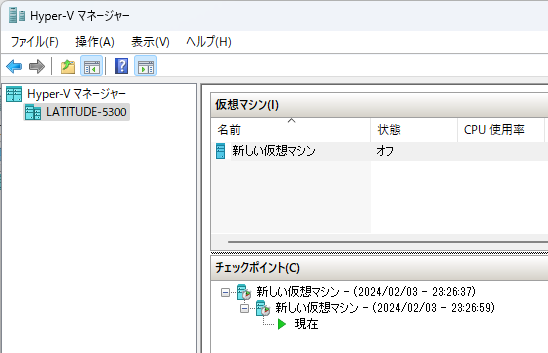 Hyper-V マネージャー
ファイル(F) 操作(A) 表示(V) ヘルプ(H)
Hyper-V マネージャー
LATITUDE-5300
仮想マシン(I)
名前 状態 CPU 使用率
新しい仮想マシン オフ
チェックポイント(C)
新しい仮想マシン - (2024/02/03 - 23:26:37)
新しい仮想マシン - (2024/02/03 - 23:26:59)
現在